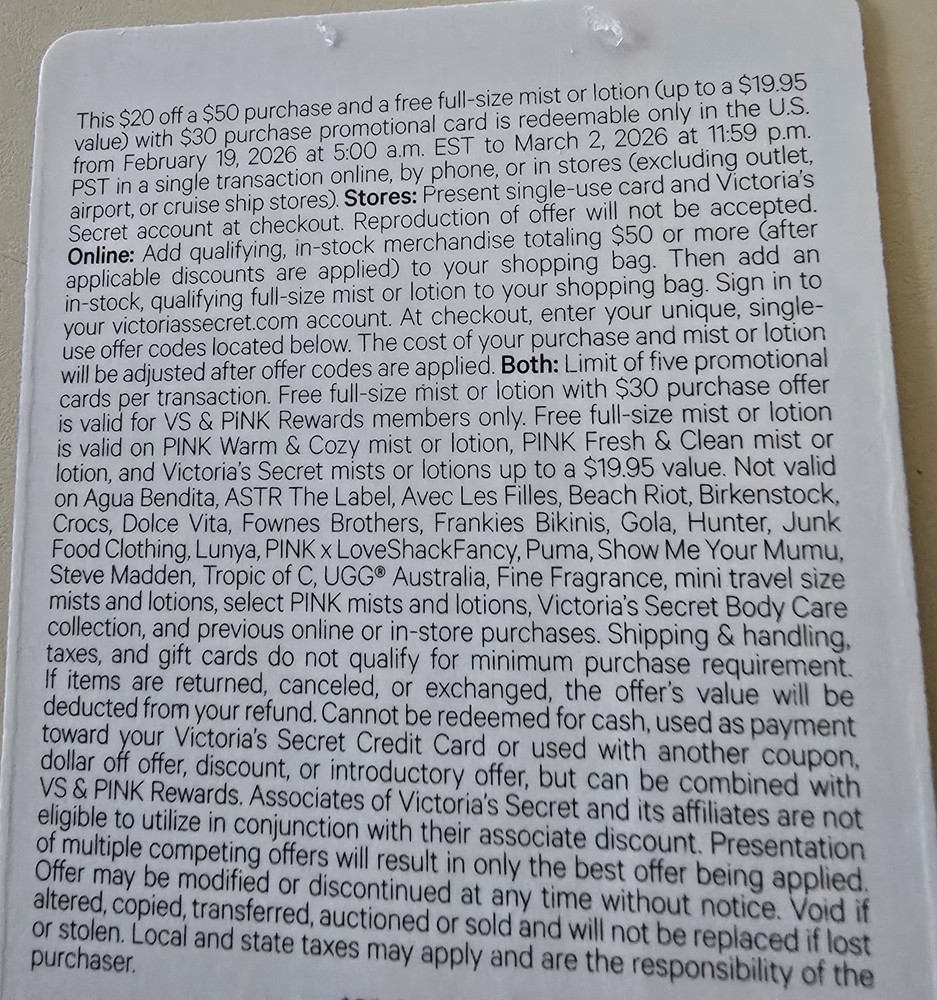 This $20 off a $50 purchase and a free full-size mist or lotion (up to a $19.95
value) with $30 purchase promotional card is redeemable only in the U.S.
from February 19, 2026 at 5:00 a.m. EST to March 2, 2026 at 11:59 p.m.
PST in a single transaction online, by phone, or in stores (excluding outlet,
airport, or cruise ship stores). Stores: Present single-use card and Victoria's
Secret account at checkout. Reproduction of offer will not be accepted.
Online: Add qualifying, in-stock merchandise totaling $50 or more (after
applicable discounts are applied) to your shopping bag. Then add an
in-stock, qualifying full-size mist or lotion to your shopping bag. Sign in to
your victoriassecret.com account. At checkout, enter your unique, single-
use offer codes located below. The cost of your purchase and mist or lotion
will be adjusted after offer codes are applied. Both: Limit of five promotional
cards per transaction. Free full-size mist or lotion with $30 purchase offer
is valid for VS & PINK Rewards members only. Free full-size mist or lotion
is valid on PINK Warm & Cozy mist or lotion, PINK Fresh & Clean mist or
lotion, and Victoria's Secret mists or lotions up to a $19.95 value. Not valid
on Agua Bendita, ASTR The Label, Avec Les Filles, Beach Riot, Birkenstock,
Crocs, Dolce Vita, Fownes Brothers, Frankies Bikinis, Gola, Hunter, Junk
Food Clothing, Lunya, PINK x LoveShackFancy, Puma, Show Me Your Mumu,
Steve Madden, Tropic of C, UGG® Australia, Fine Fragrance, mini travel size
mists and lotions, select PINK mists and lotions, Victoria's Secret Body Care
collection, and previous online or in-store purchases. Shipping & handling,
taxes, and gift cards do not qualify for minimum purchase requirement.
If items are returned, canceled, or exchanged, the offer's value will be
deducted from your refund. Cannot be redeemed for cash, used as payment
toward your Victoria's Secret Credit Card or used with another coupon,
dollar off offer, discount, or introductory offer, but can be combined with
VS & PINK Rewards. Associates of Victoria's Secret and its affiliates are not
eligible to utilize in conjunction with their associate discount. Presentation
of multiple competing offers will result in only the best offer being applied.
Offer may be modified or discontinued at any time without notice. Void if
altered, copied, transferred, auctioned or sold and will not be replaced if lost
or stolen. Local and state taxes may apply and are the responsibility of the
purchaser.